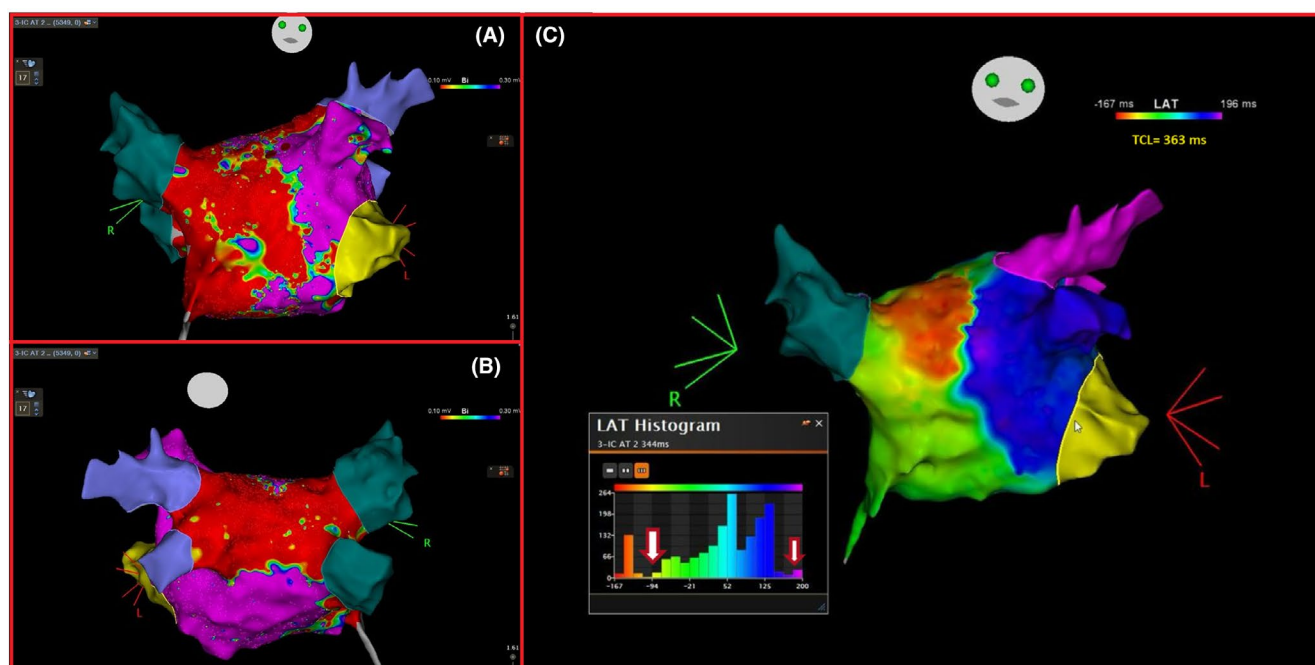 3-IC AT 2 ... (5049, 0)
(A)
17
0.10 mV Bi 0.30 mV
R
L
1.61
3-IC AT 2 ... (5049, 0)
(B)
17
0.10 mV Bi 0.30 mV
R
L
1.61
(C)
-167 ms LAT 196 ms
TCL= 363 ms
R
L
LAT Histogram
3-IC AT 2 344ms
264
198
132
66
0
-167 -94 -21 52 125 200